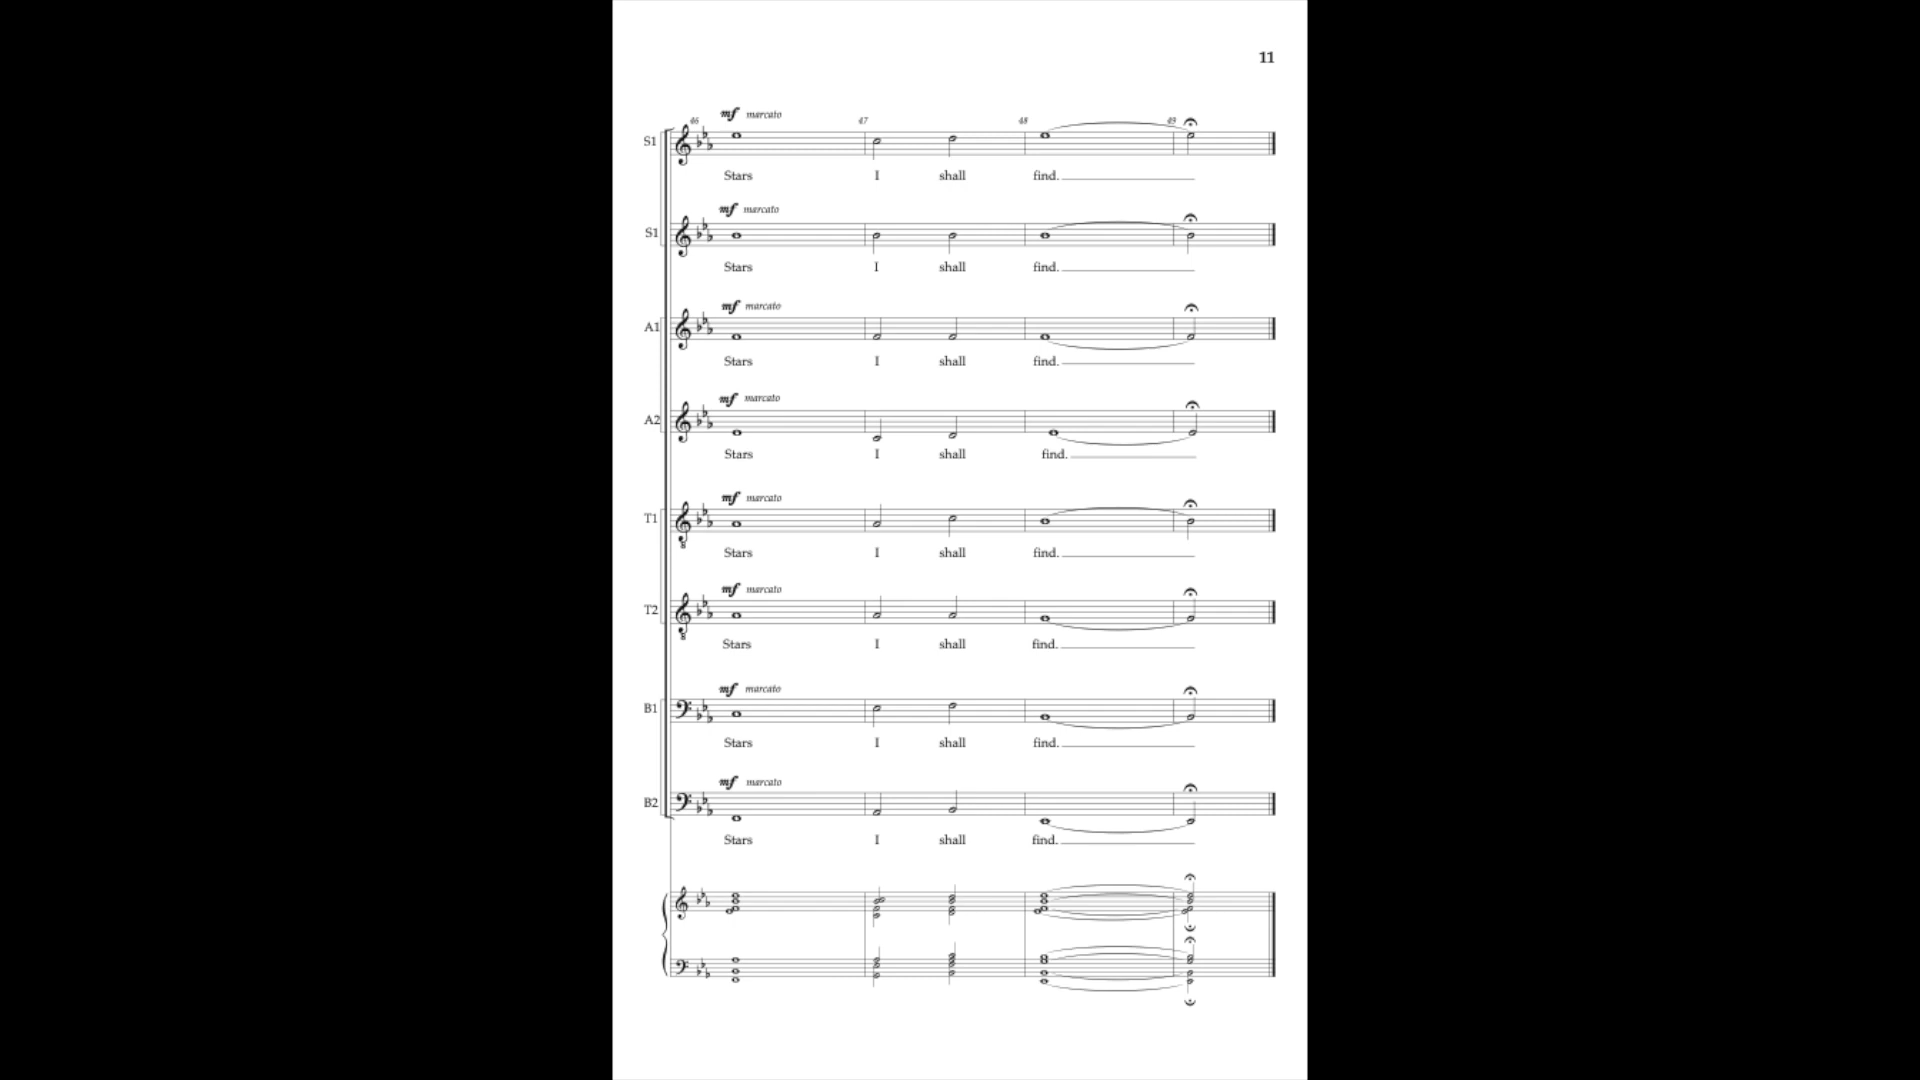 11
46 mf marcato 47 48 49
S1
Stars I shall find.
mf marcato
S1
Stars I shall find.
mf marcato
A1
Stars I shall find.
mf marcato
A2
Stars I shall find.
mf marcato
T1
8
Stars I shall find.
mf marcato
T2
8
Stars I shall find.
mf marcato
B1
Stars I shall find.
mf marcato
B2
Stars I shall find.